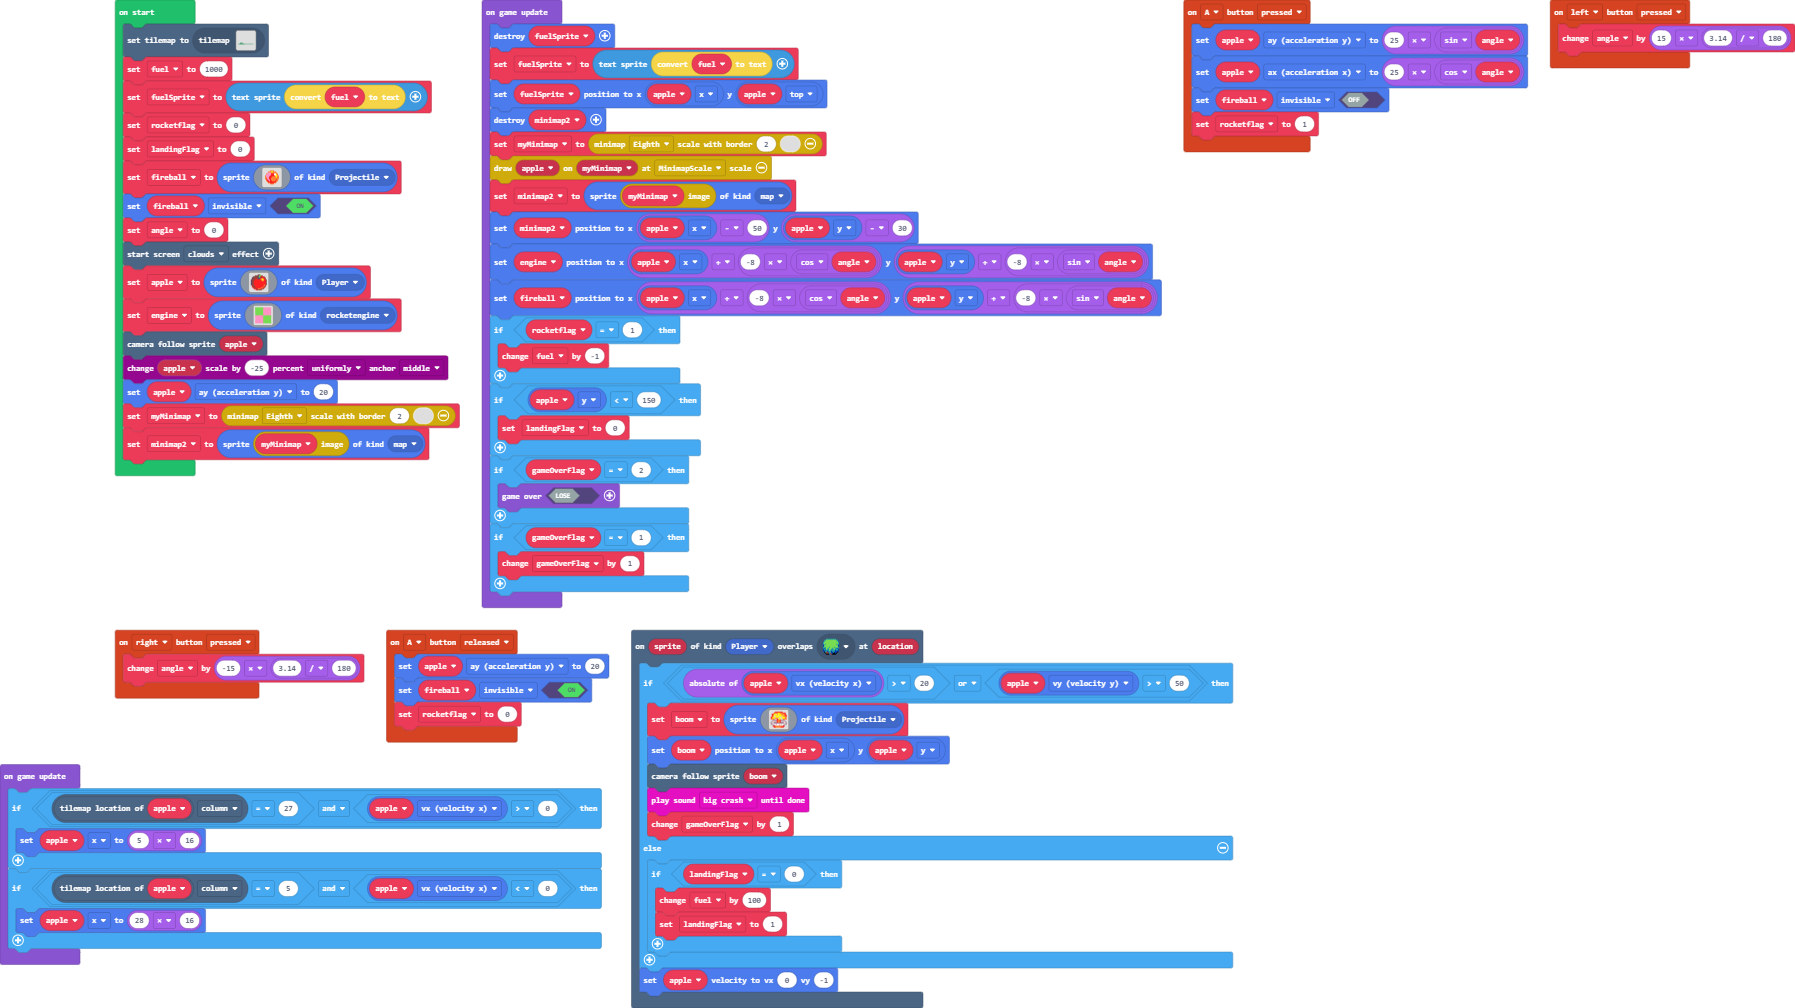 on start
set tilemap to tilemap
set fuel to 1000
set fuelSprite to text sprite convert fuel to text
set rocketflag to 0
set landingFlag to 0
set fireball to sprite of kind Projectile
set fireball invisible ON
set angle to 0
start screen clouds effect
set apple to sprite of kind Player
set engine to sprite of kind rocketengine
camera follow sprite apple
change apple scale by -25 percent uniformly anchor middle
set apple ay (acceleration y) to 20
set myMinimap to minimap Eighth scale with border 2
set minimap2 to sprite myMinimap image of kind map
on game update
destroy fuelSprite
set fuelSprite to text sprite convert fuel to text
set fuelSprite position to x apple x y apple top
destroy minimap2
set myMinimap to minimap Eighth scale with border 2
draw apple on myMinimap at MinimapScale scale
set minimap2 to sprite myMinimap image of kind map
set minimap2 position to x apple x - 50 y apple y - 30
set engine position to x apple x + -8 × cos angle y apple y + -8 × sin angle
set fireball position to x apple x + -8 × cos angle y apple y + -8 × sin angle
if rocketflag = 1 then
change fuel by -1
if apple y < 150 then
set landingFlag to 0
if gameOverFlag = 2 then
game over LOSE
if gameOverFlag = 1 then
change gameOverFlag by 1
on A button pressed
set apple ay (acceleration y) to 25 × sin angle
set apple ax (acceleration x) to 25 × cos angle
set fireball invisible OFF
set rocketflag to 1
on left button pressed
change angle by 15 × 3.14 / 180
on right button pressed
change angle by -15 × 3.14 / 180
on A button released
set apple ay (acceleration y) to 20
set fireball invisible ON
set rocketflag to 0
on sprite of kind Player overlaps at location
if absolute of apple vx (velocity x) > 20 or apple vy (velocity y) > 50 then
set boom to sprite of kind Projectile
set boom position to x apple x y apple y
camera follow sprite boom
play sound big crash until done
change gameOverFlag by 1
else
if landingFlag = 0 then
change fuel by 100
set landingFlag to 1
set apple velocity to vx 0 vy -1
on game update
if tilemap location of apple column = 27 and apple vx (velocity x) > 0 then
set apple x to 5 × 16
if tilemap location of apple column = 5 and apple vx (velocity x) < 0 then
set apple x to 28 × 16